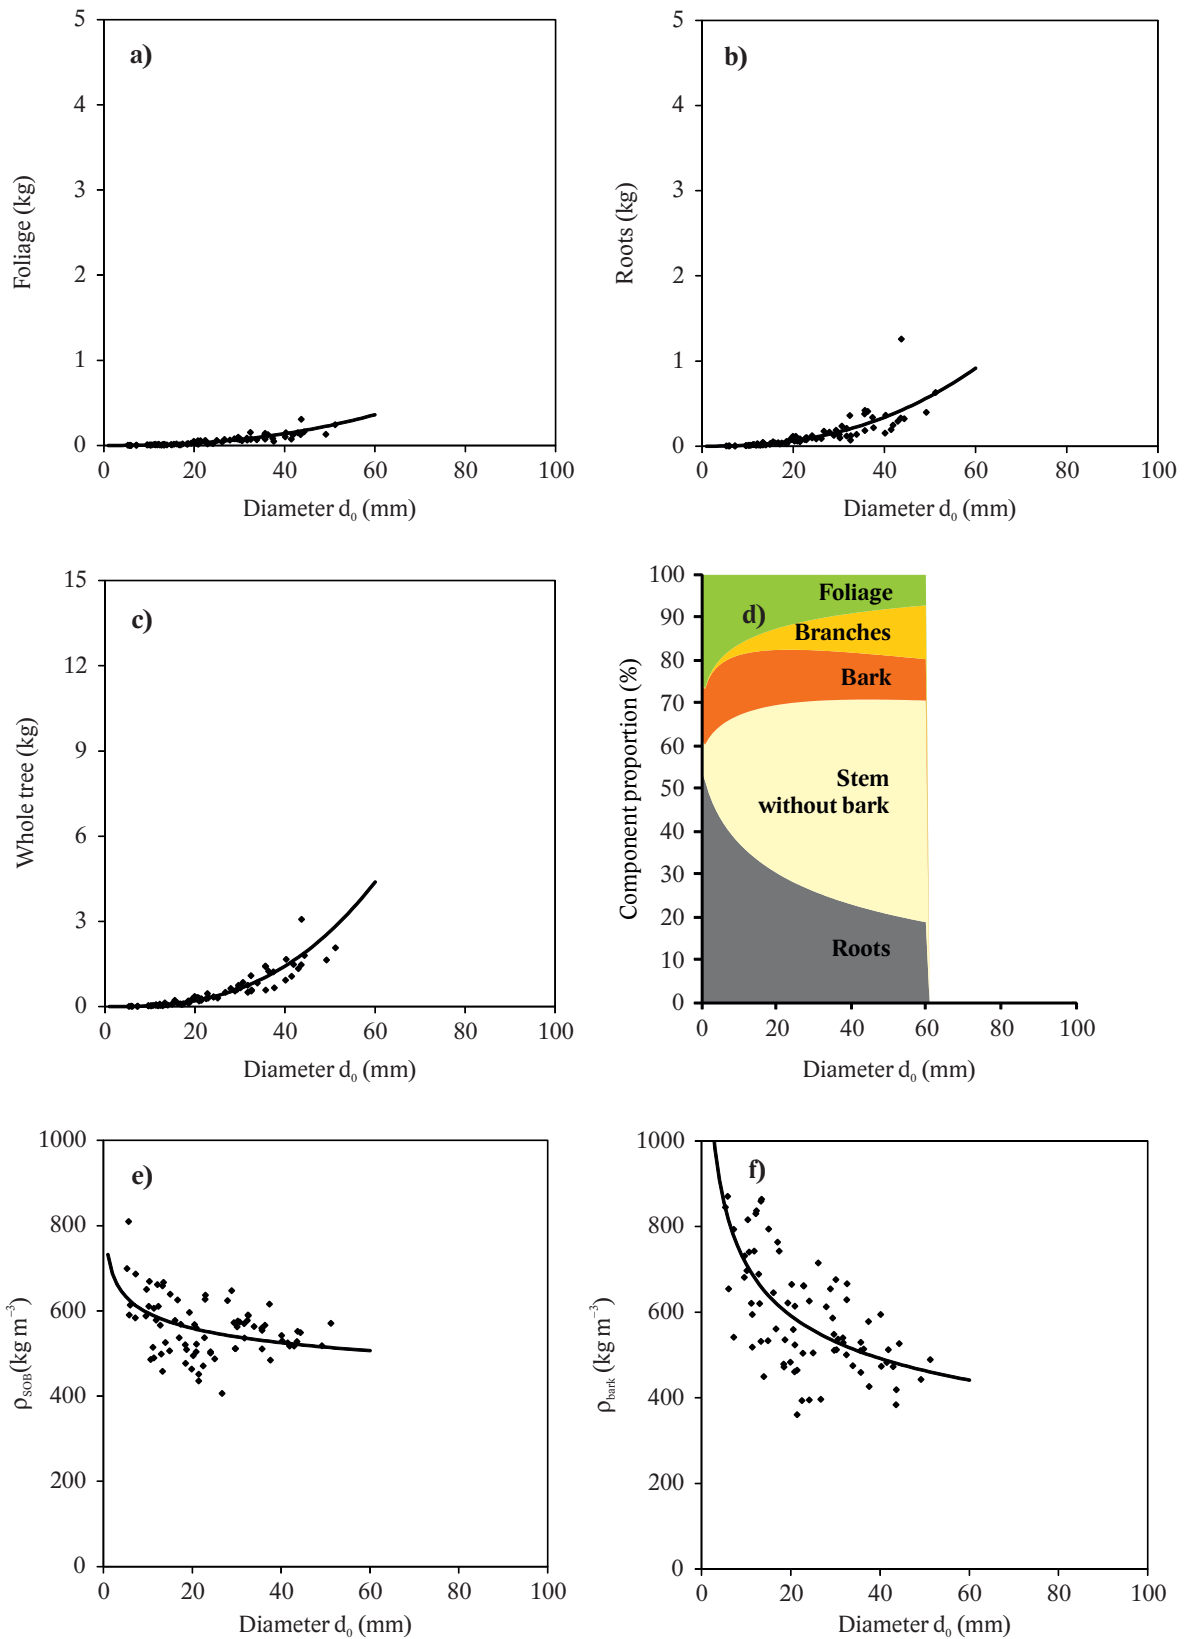 a)
5
4
3
2
1
0
Foliage (kg)
0 20 40 60 80 100
Diameter d₀ (mm)
b)
5
4
3
2
1
0
Roots (kg)
0 20 40 60 80 100
Diameter d₀ (mm)
c)
15
12
9
6
3
0
Whole tree (kg)
0 20 40 60 80 100
Diameter d₀ (mm)
d)
100
90
80
70
60
50
40
30
20
10
0
Component proportion (%)
Foliage
Branches
Bark
Stem
without bark
Roots
0 20 40 60 80 100
Diameter d₀ (mm)
e)
1000
800
600
400
200
0
ρSOB(kg m⁻³)
0 20 40 60 80 100
Diameter d₀ (mm)
f)
1000
800
600
400
200
0
ρbark (kg m⁻³)
0 20 40 60 80 100
Diameter d₀ (mm)